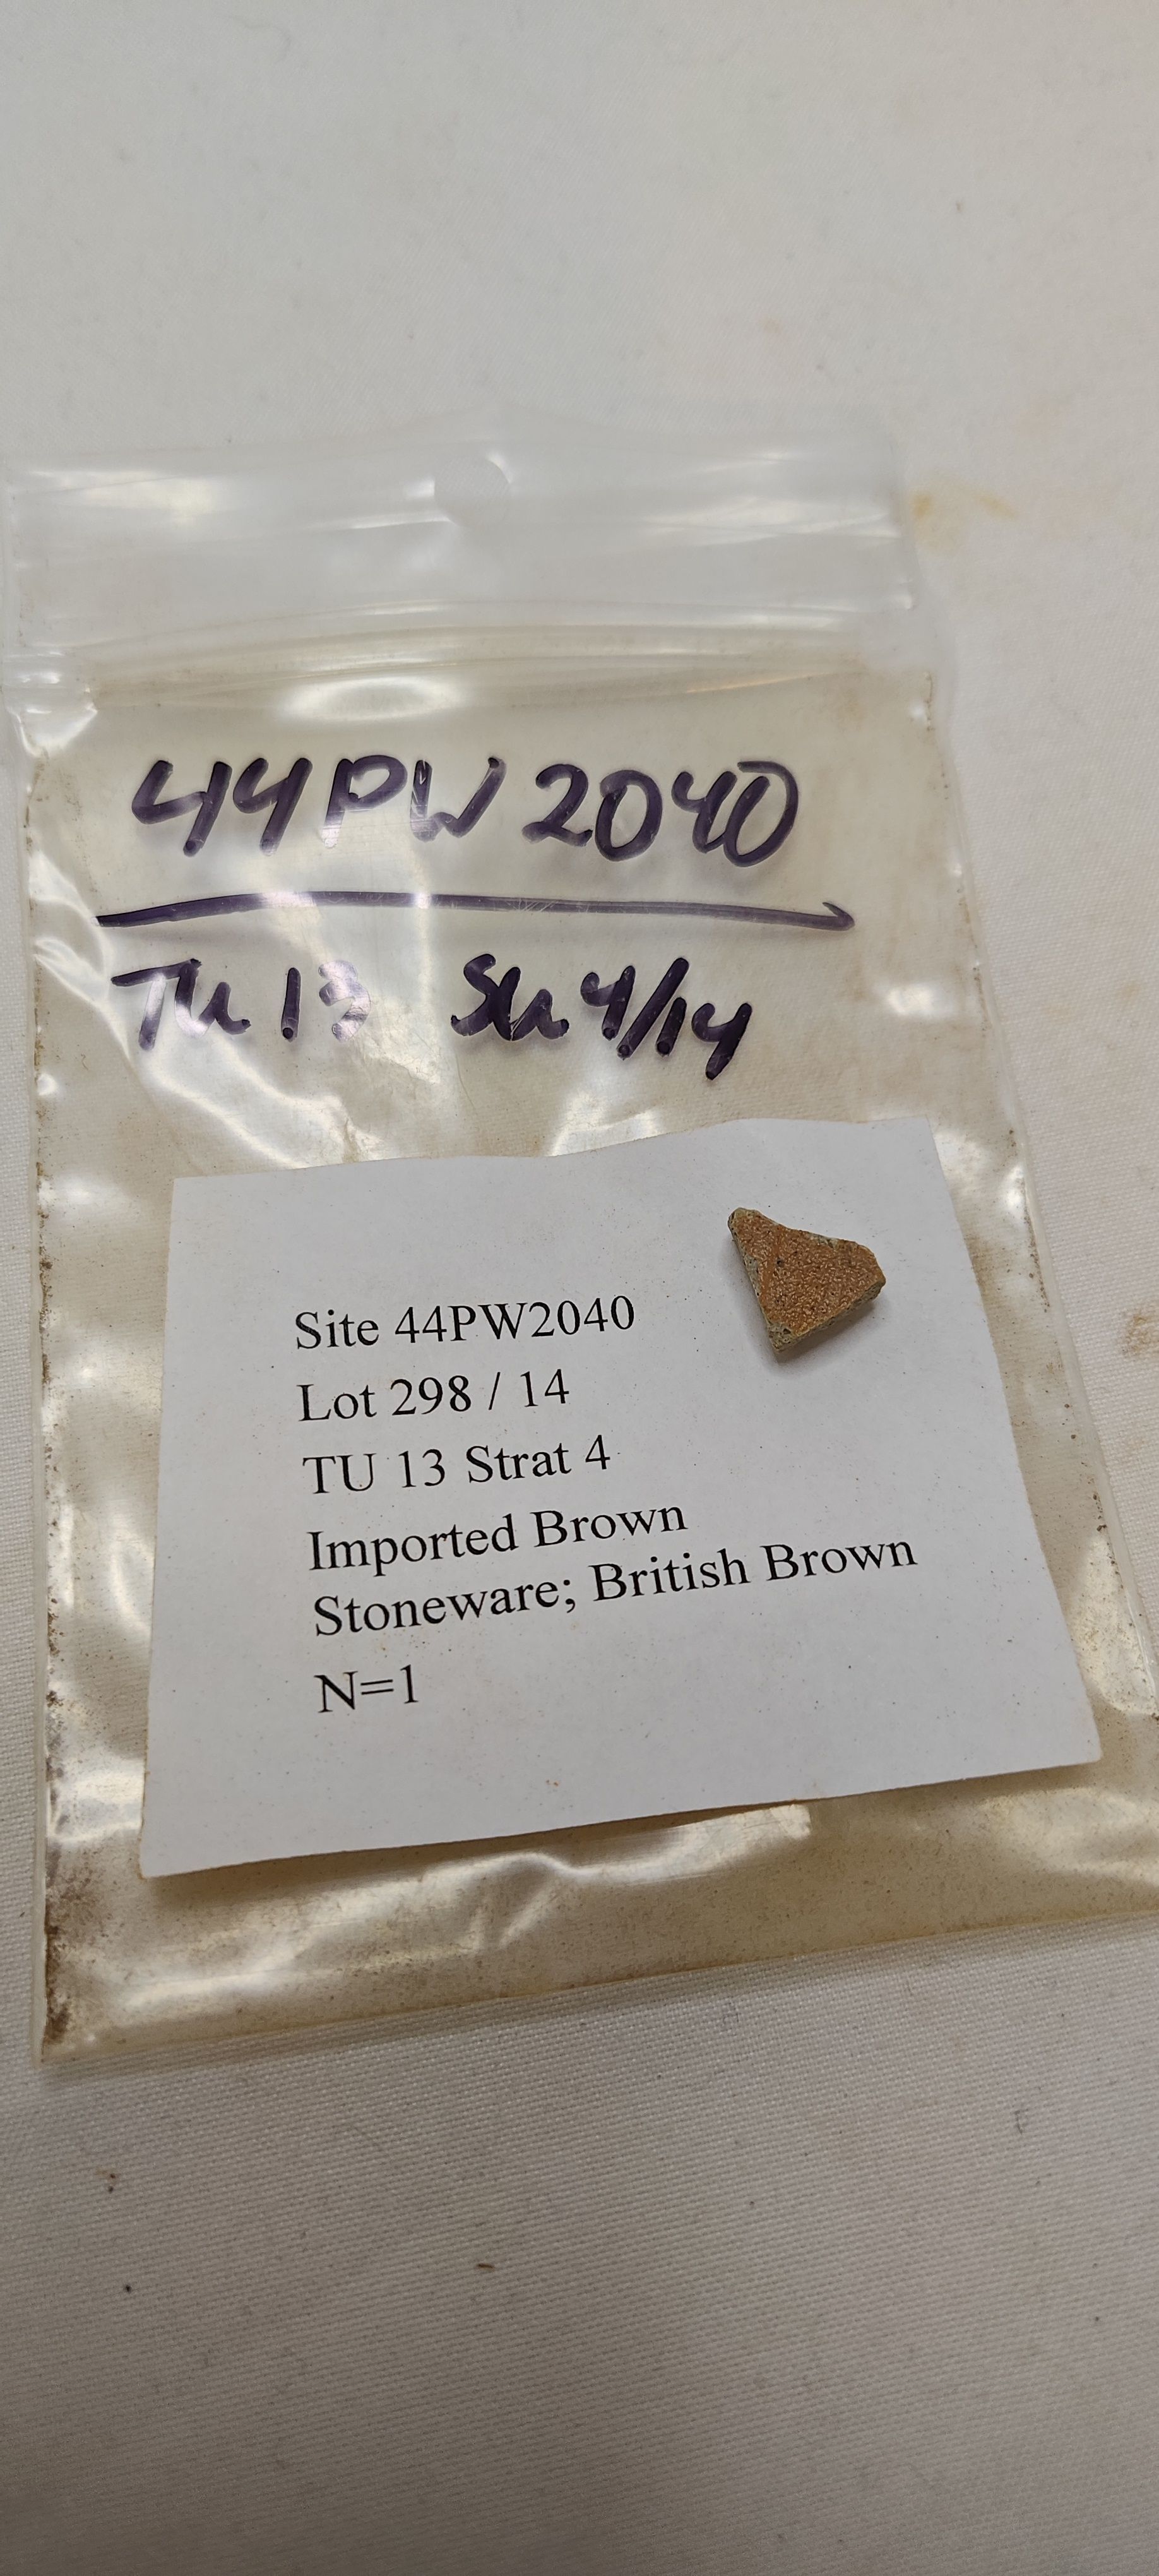 44PW2040
TU 13 Str 4/14
Site 44PW2040
Lot 298 / 14
TU 13 Strat 4
Imported Brown
Stoneware; British Brown
N=1